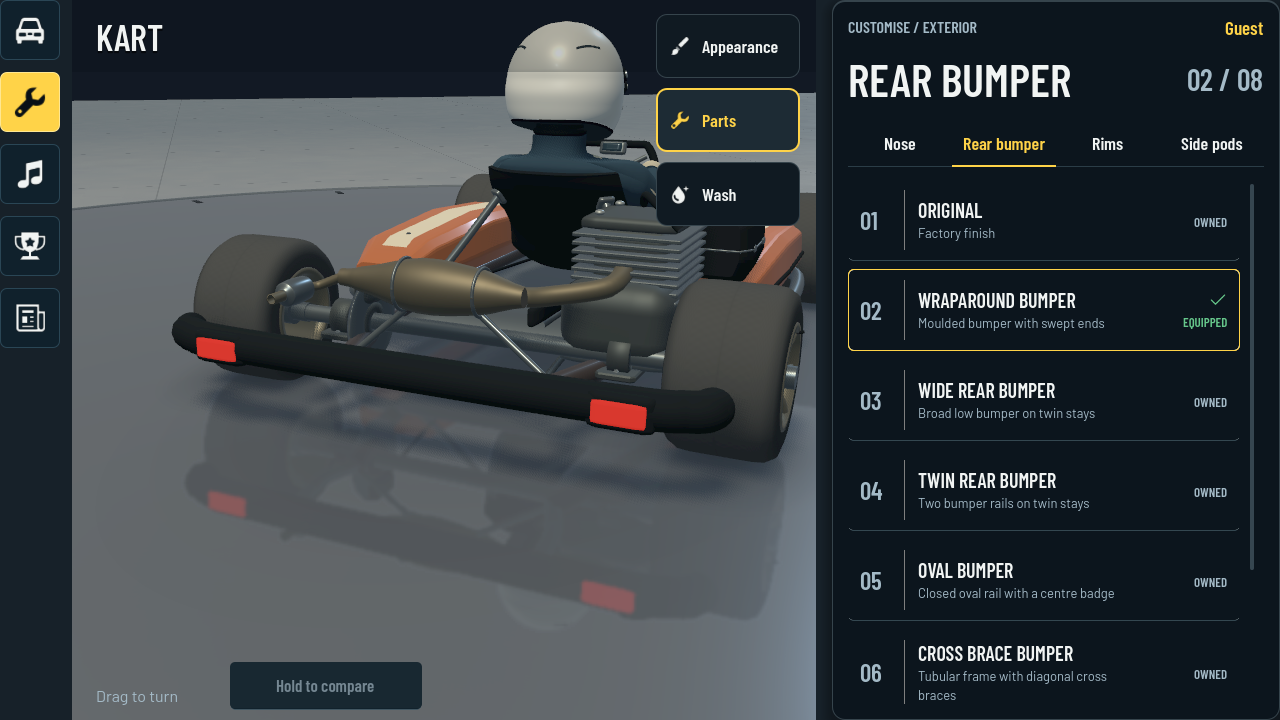 KART
Appearance
Parts
Wash
Drag to turn
Hold to compare
CUSTOMISE / EXTERIOR
Guest
REAR BUMPER
02 / 08
Nose
Rear bumper
Rims
Side pods
01
ORIGINAL
Factory finish
OWNED
02
WRAPAROUND BUMPER
Moulded bumper with swept ends
EQUIPPED
03
WIDE REAR BUMPER
Broad low bumper on twin stays
OWNED
04
TWIN REAR BUMPER
Two bumper rails on twin stays
OWNED
05
OVAL BUMPER
Closed oval rail with a centre badge
OWNED
06
CROSS BRACE BUMPER
Tubular frame with diagonal cross
braces
OWNED